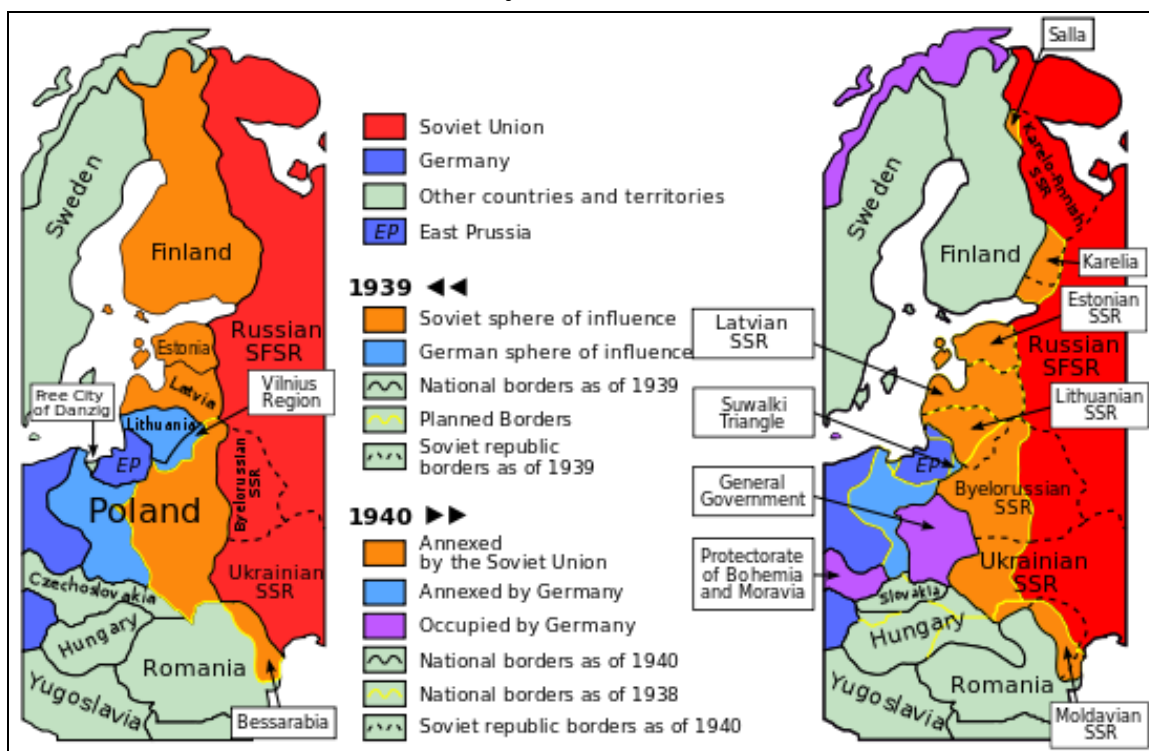 Sweden
Finland
Estonia
Latvia
Lithuania
Free City
of Danzig
Vilnius
Region
EP
Poland
Russian
SFSR
Byelorussian
SSR
Ukrainian
SSR
Czechoslovakia
Hungary
Romania
Yugoslavia
Bessarabia
Soviet Union
Germany
Other countries and territories
EP East Prussia
1939 ◄◄
Soviet sphere of influence
German sphere of influence
National borders as of 1939
Planned Borders
Soviet republic
borders as of 1939
1940 ►►
Annexed
by the Soviet Union
Annexed by Germany
Occupied by Germany
National borders as of 1940
National borders as of 1938
Soviet republic borders as of 1940
Salla
Karelo-Finnish
SSR
Sweden
Finland
Karelia
Estonian
SSR
Latvian
SSR
Russian
SFSR
Suwalki
Triangle
Lithuanian
SSR
EP
General
Government
Byelorussian
SSR
Protectorate
of Bohemia
and Moravia
Ukrainian
SSR
Slovakia
Hungary
Romania
Yugoslavia
Moldavian
SSR